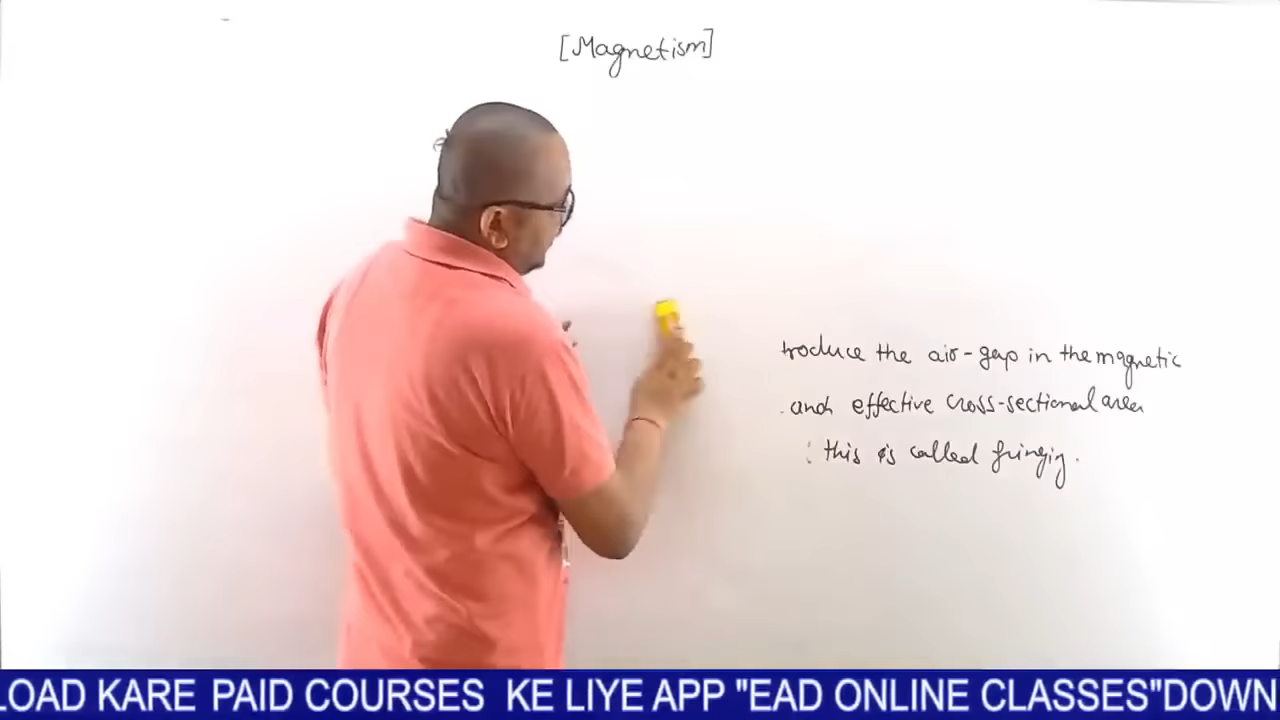 [Magnetism]
troduce the air-gap in the magnetic
and effective cross-sectional area
this is called fringing.
LOAD KARE PAID COURSES KE LIYE APP "EAD ONLINE CLASSES"DOWN